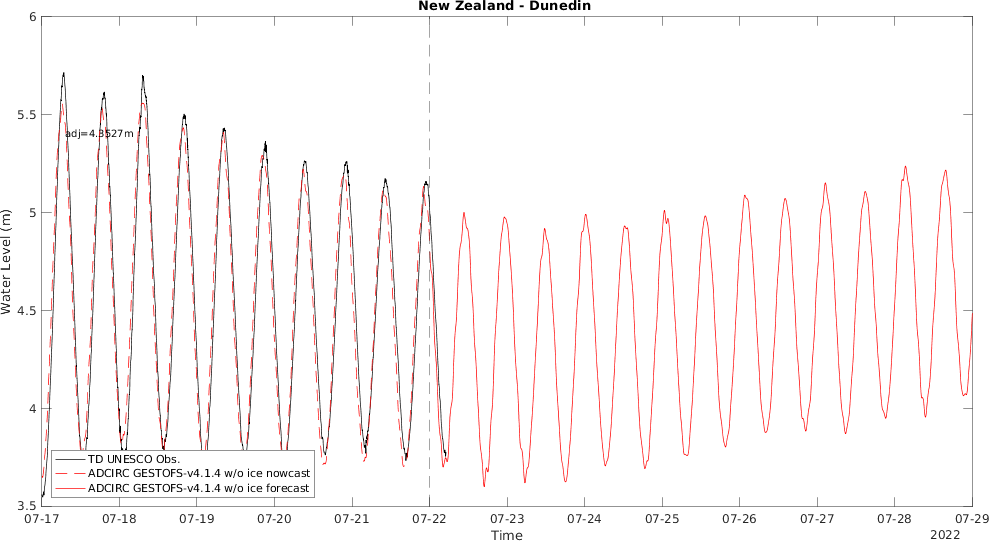 New Zealand - Dunedin
6
5.5
5
4.5
4
3.5
Water Level (m)
adj=4.3527m
TD UNESCO Obs.
ADCIRC GESTOFS-v4.1.4 w/o ice nowcast
ADCIRC GESTOFS-v4.1.4 w/o ice forecast
07-17 07-18 07-19 07-20 07-21 07-22 07-23 07-24 07-25 07-26 07-27 07-28 07-29
Time
2022